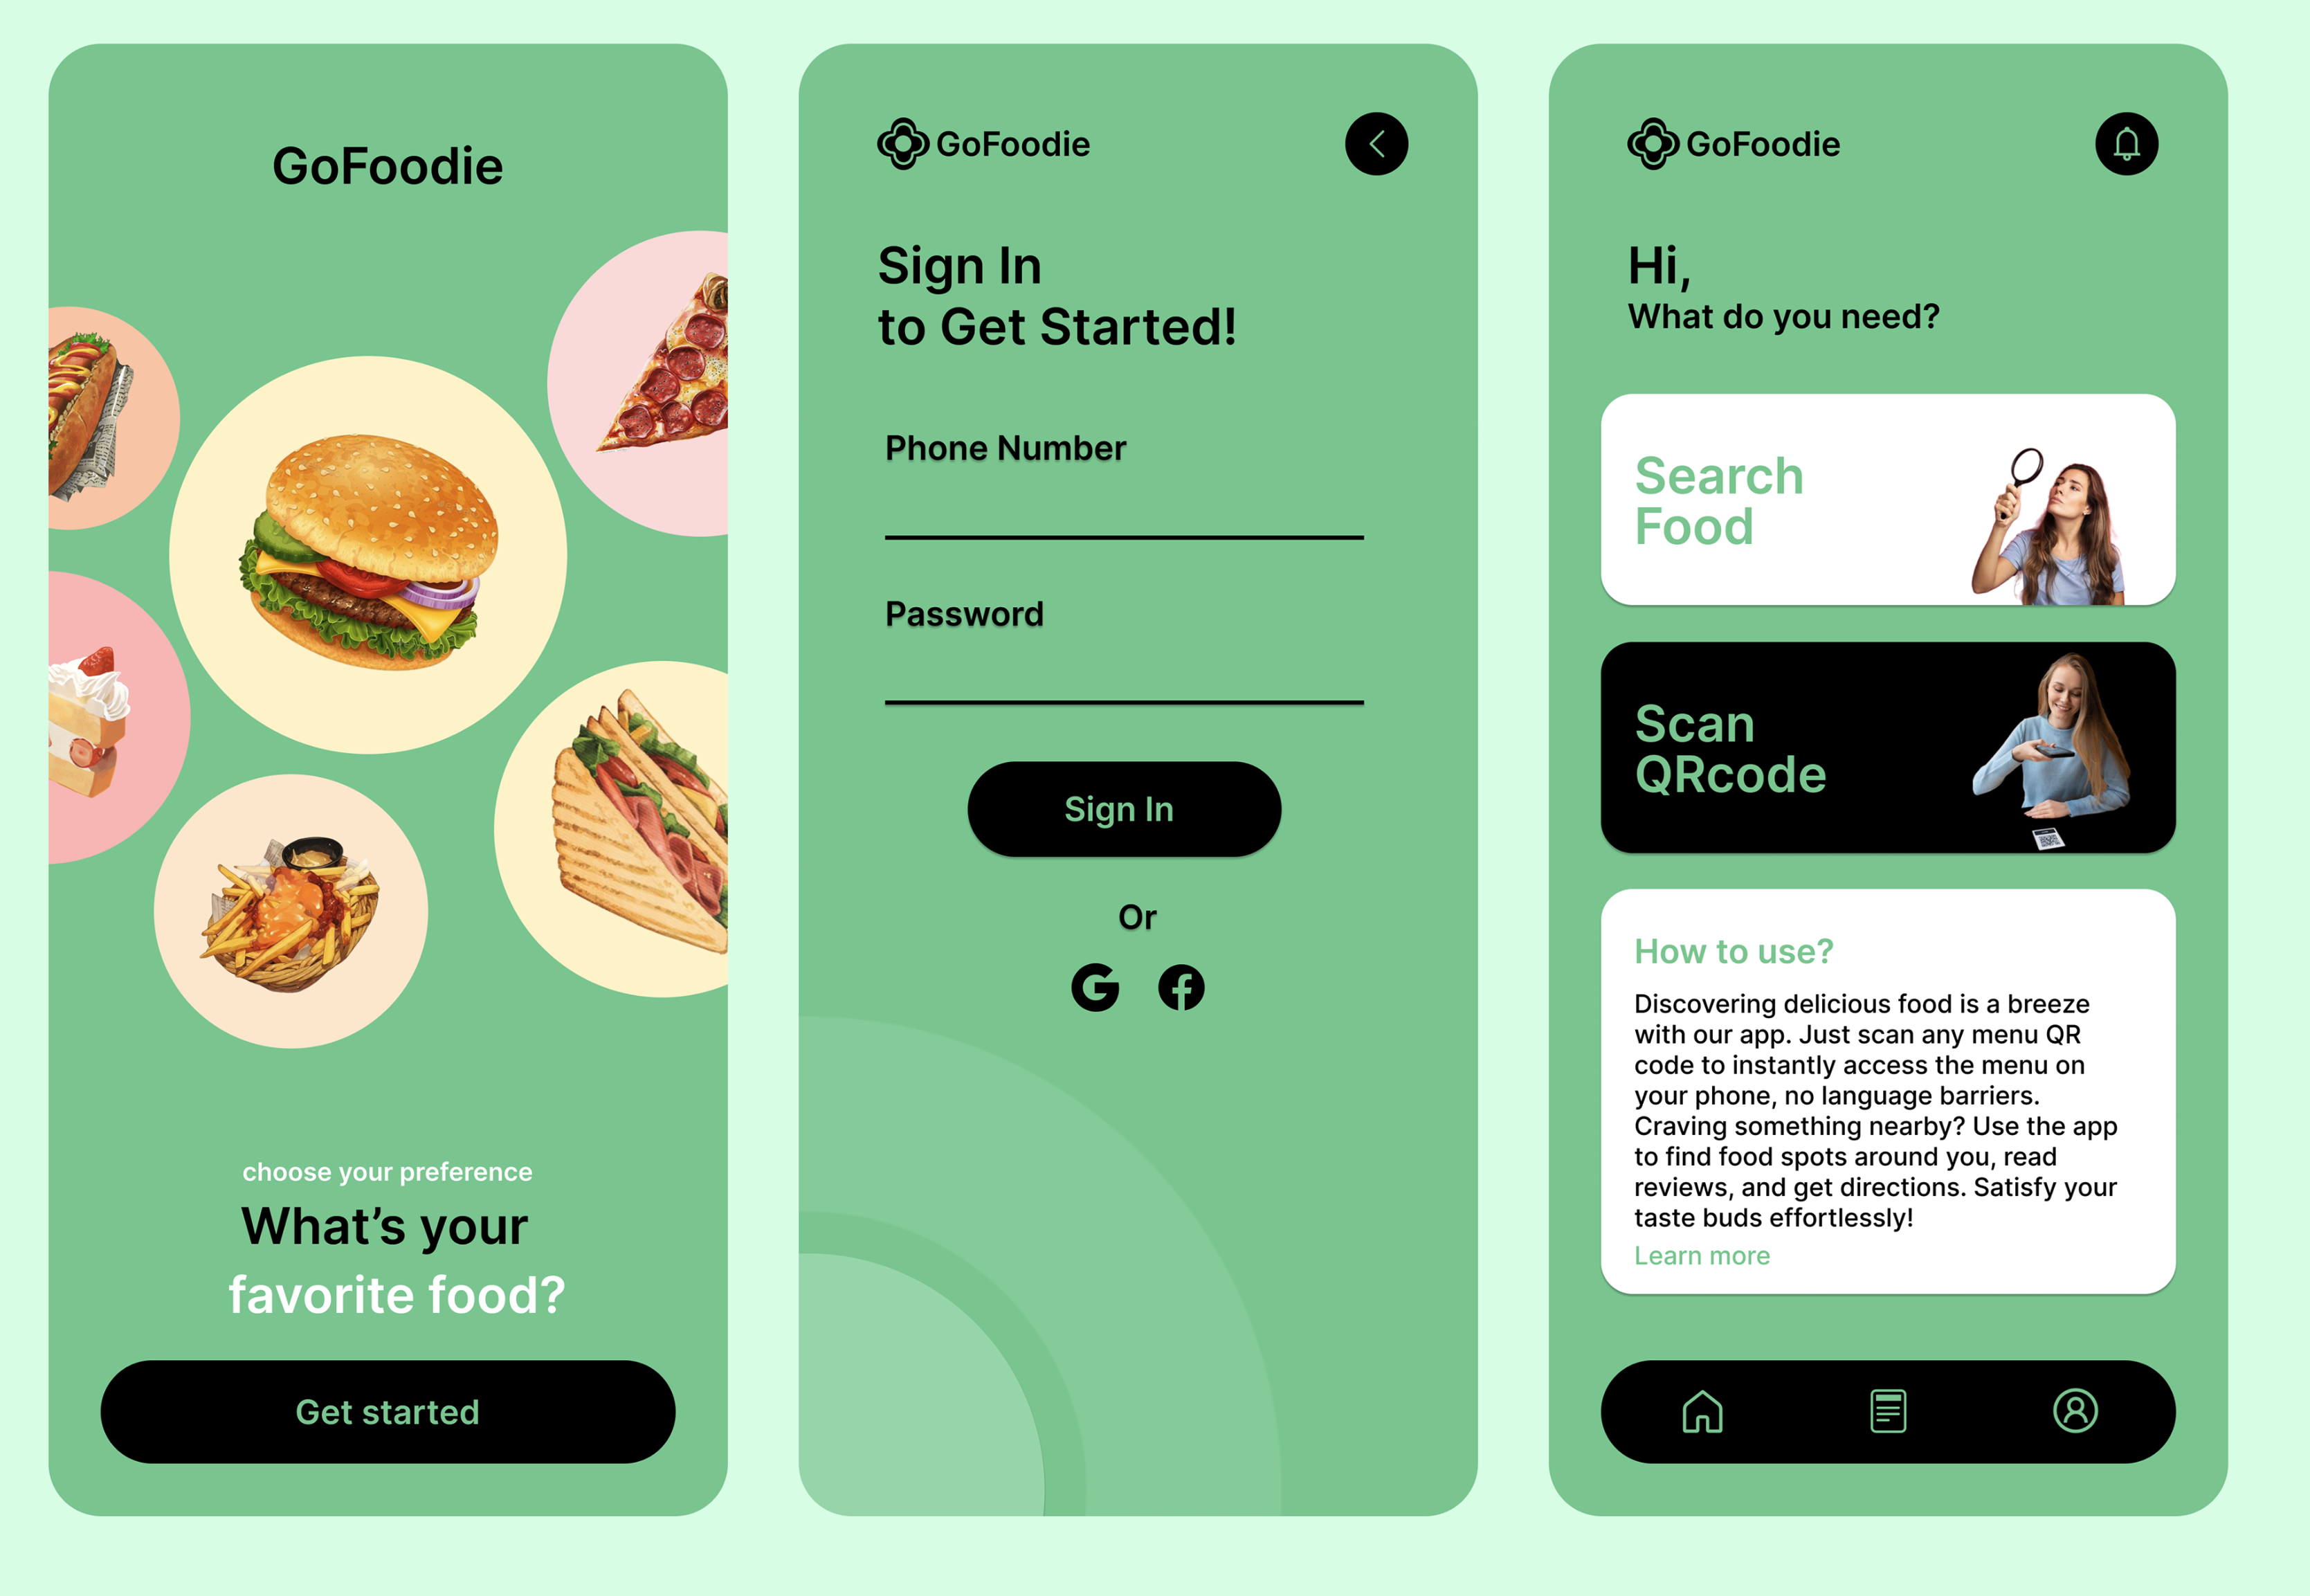 GoFoodie
choose your preference
What’s your
favorite food?
Get started
GoFoodie
Sign In
to Get Started!
Phone Number
Password
Sign In
Or
GoFoodie
Hi,
What do you need?
Search
Food
Scan
QRcode
How to use?
Discovering delicious food is a breeze
with our app. Just scan any menu QR
code to instantly access the menu on
your phone, no language barriers.
Craving something nearby? Use the app
to find food spots around you, read
reviews, and get directions. Satisfy your
taste buds effortlessly!
Learn more